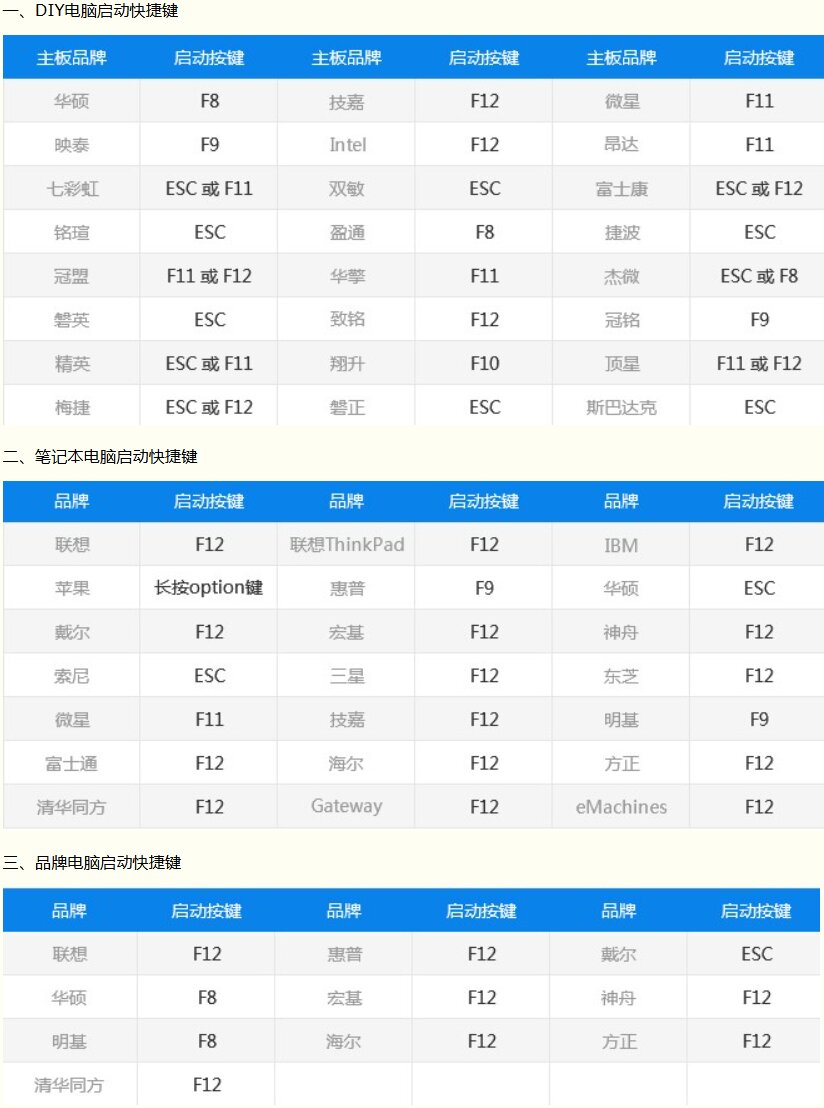 一、DIY电脑启动快捷键
主板品牌 启动按键 主板品牌 启动按键 主板品牌 启动按键
华硕 F8 技嘉 F12 微星 F11
映泰 F9 Intel F12 昂达 F11
七彩虹 ESC 或 F11 双敏 ESC 富士康 ESC 或 F12
铭瑄 ESC 盈通 F8 捷波 ESC
冠盟 F11 或 F12 华擎 F11 杰微 ESC 或 F8
磐英 ESC 致铭 F12 冠铭 F9
精英 ESC 或 F11 翔升 F10 顶星 F11 或 F12
梅捷 ESC 或 F12 磐正 ESC 斯巴达克 ESC
二、笔记本电脑启动快捷键
品牌 启动按键 品牌 启动按键 品牌 启动按键
联想 F12 联想ThinkPad F12 IBM F12
苹果 长按option键 惠普 F9 华硕 ESC
戴尔 F12 宏基 F12 神舟 F12
索尼 ESC 三星 F12 东芝 F12
微星 F11 技嘉 F12 明基 F9
富士通 F12 海尔 F12 方正 F12
清华同方 F12 Gateway F12 eMachines F12
三、品牌电脑启动快捷键
品牌 启动按键 品牌 启动按键 品牌 启动按键
联想 F12 惠普 F12 戴尔 ESC
华硕 F8 宏基 F12 神舟 F12
明基 F8 海尔 F12 方正 F12
清华同方 F12